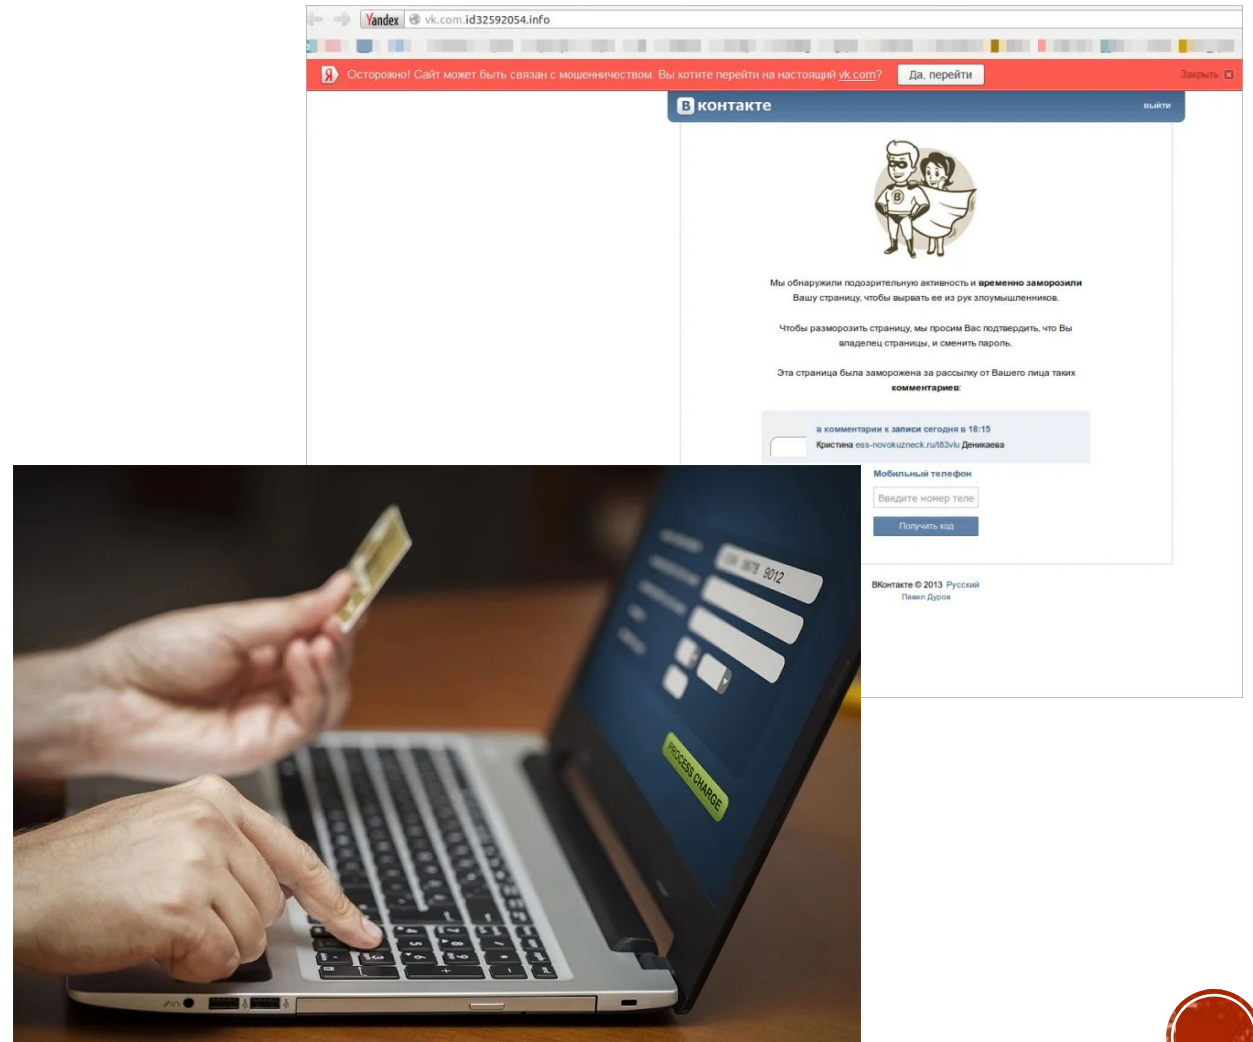 Yandex vk.com.id32592054.info
Я Осторожно! Сайт может быть связан с мошенничеством. Вы хотите перейти на настоящий vk.com? Да, перейти Закрыть
В контакте выйти
В
Мы обнаружили подозрительную активность и временно заморозили
Вашу страницу, чтобы вырвать ее из рук злоумышленников.
Чтобы разморозить страницу, мы просим Вас подтвердить, что Вы
владелец страницы, и сменить пароль.
Эта страница была заморожена за рассылку от Вашего лица таких
комментариев:
в комментарии к записи сегодня в 18:15
Кристина ess-novokuzneck.ru/t83vlu Деникаева
Мобильный телефон
Введите номер теле
Получить код
ВКонтакте © 2013 Русский
Павел Дуров
9012
PROCESS CHARGE